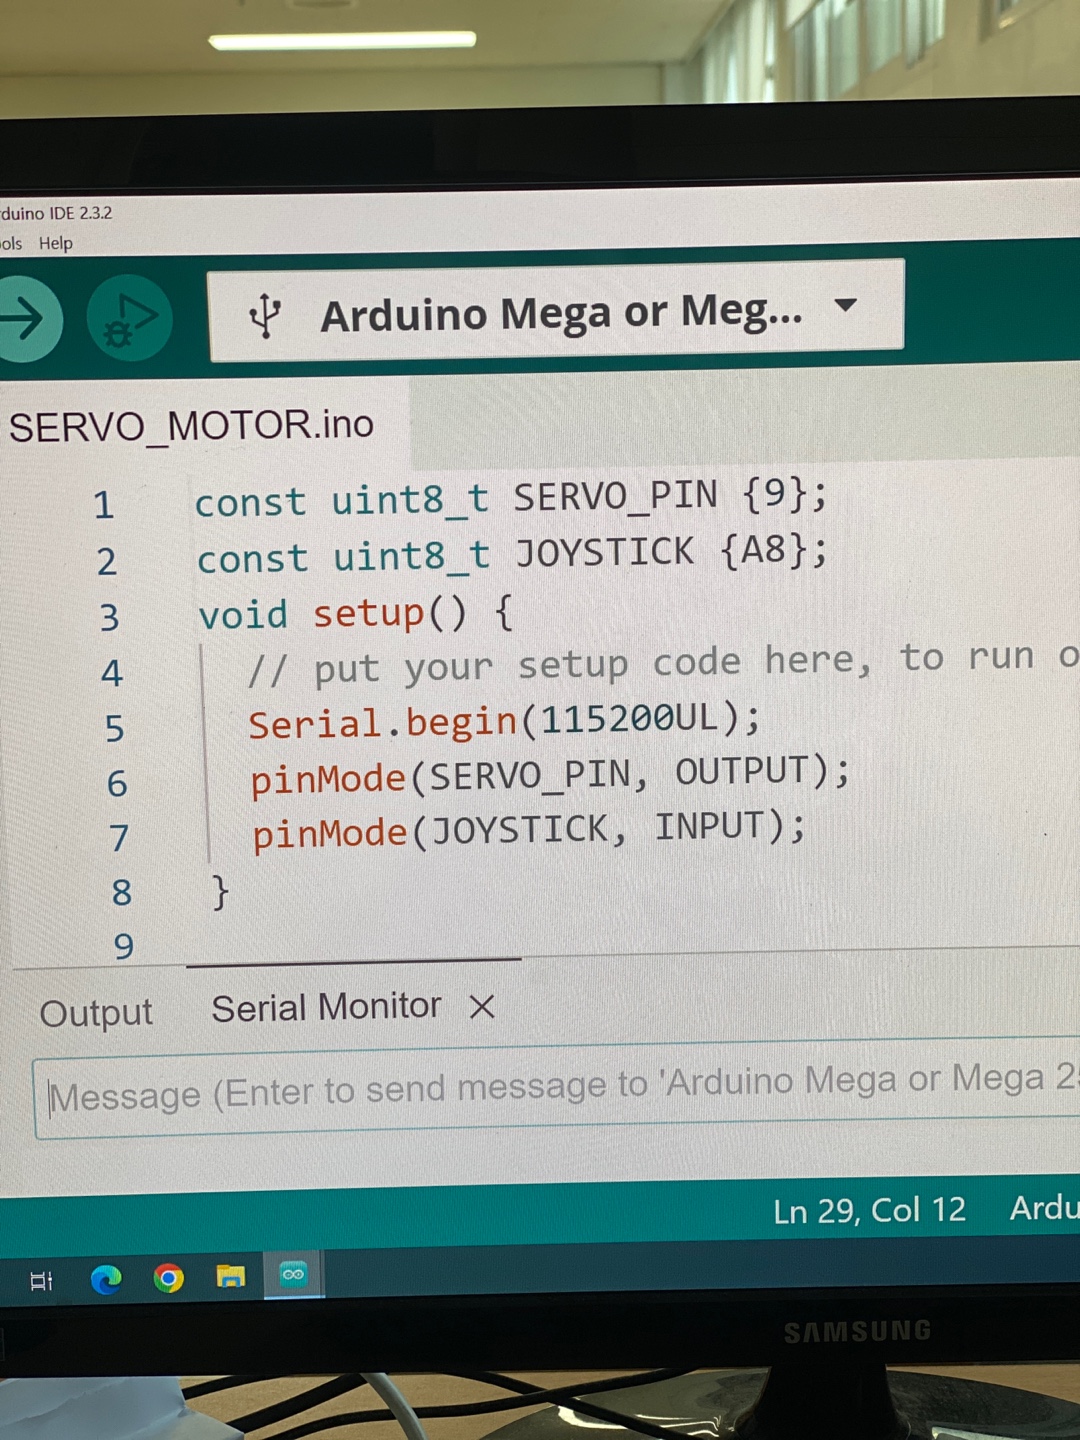 duino IDE 2.3.2
ols Help
Arduino Mega or Meg...
SERVO_MOTOR.ino
1 const uint8_t SERVO_PIN {9};
2 const uint8_t JOYSTICK {A8};
3 void setup() {
4 // put your setup code here, to run o
5 Serial.begin(115200UL);
6 pinMode(SERVO_PIN, OUTPUT);
7 pinMode(JOYSTICK, INPUT);
8 }
9
Output Serial Monitor
Message (Enter to send message to 'Arduino Mega or Mega 2
Ln 29, Col 12 Ardu
SAMSUNG